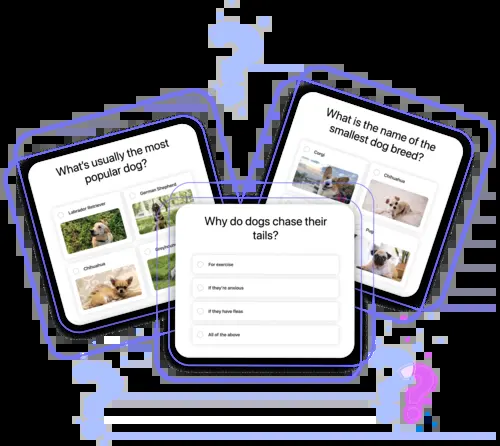 What's usually the most
popular dog?
Labrador Retriever
German Shepherd
Chihuahua
Greyhound
What is the name of the
smallest dog breed?
Corgi
Chihuahua
Why do dogs chase their
tails?
For exercise
If they're anxious
If they have fleas
All of the above